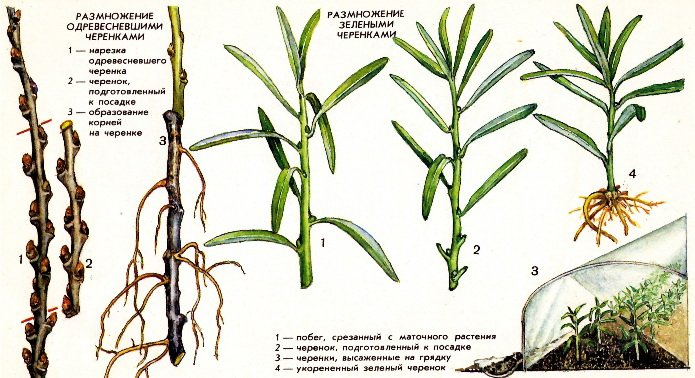 РАЗМНОЖЕНИЕ
ОДРЕВЕСНЕВШИМИ
ЧЕРЕНКАМИ
1 — нарезка
одревесневшего
черенка
2 — черенок,
подготовленный
к посадке
3 — образование
корней
на черенке
1
2
3
РАЗМНОЖЕНИЕ
ЗЕЛЕНЫМИ
ЧЕРЕНКАМИ
1
2
4
3
1 — побег, срезанный с маточного растения
2 — черенок, подготовленный к посадке
3 — черенки, высаженные на грядку
4 — укорененный зеленый черенок